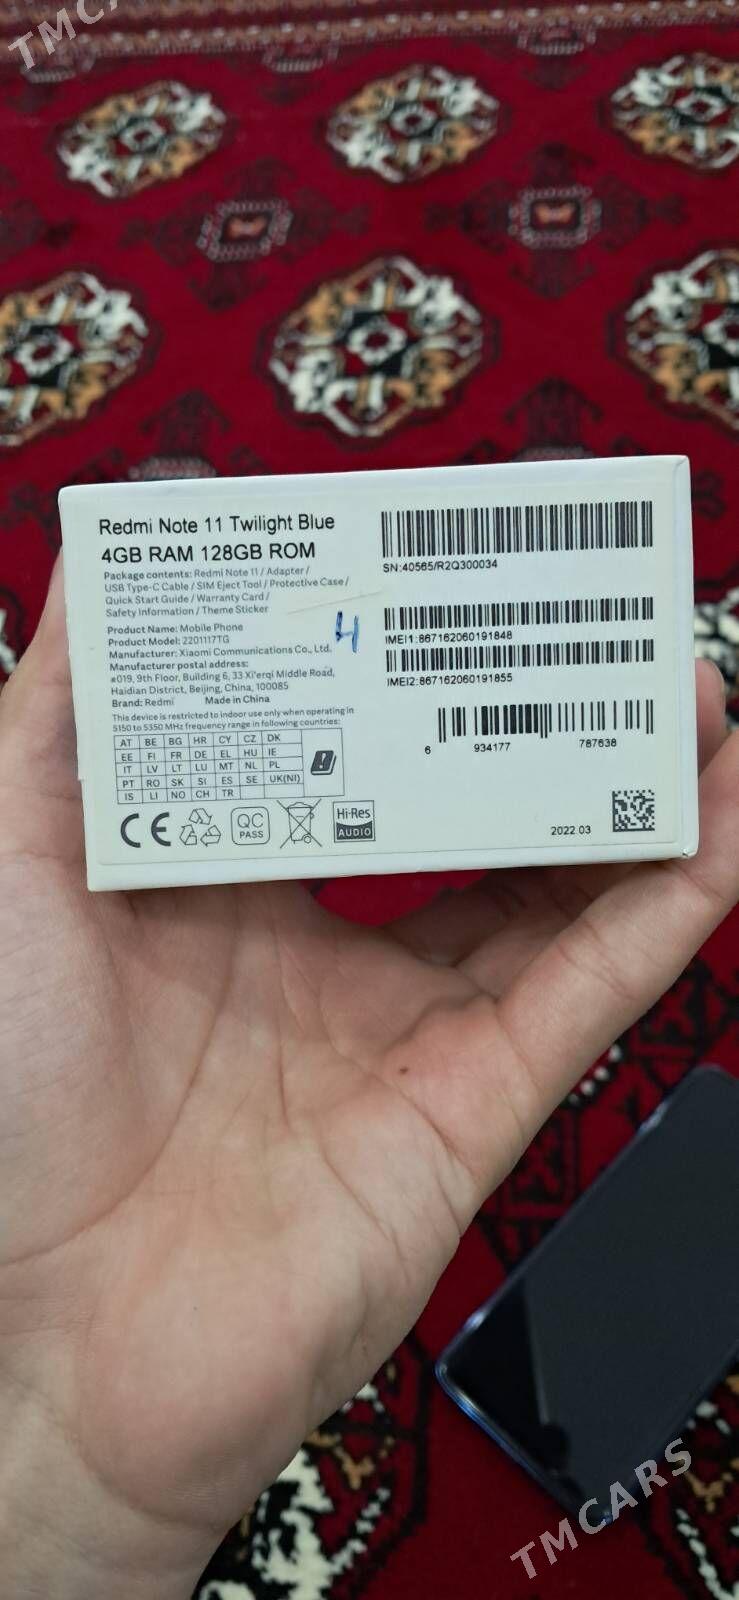 TMCARS
Redmi Note 11 Twilight Blue
4GB RAM 128GB ROM
Package contents: Redmi Note 11 / Adapter /
USB Type-C Cable / SIM Eject Tool / Protective Case /
Quick Start Guide / Warranty Card /
Safety Information / Theme Sticker
Product Name: Mobile Phone
Product Model: 2201117TG
Manufacturer: Xiaomi Communications Co., Ltd.
Manufacturer postal address:
#019, 9th Floor, Building 6, 33 Xi'erqi Middle Road,
Haidian District, Beijing, China, 100085
Brand: Redmi Made in China
This device is restricted to indoor use only when operating in
5150 to 5350 MHz frequency range in following countries:
AT BE BG HR CY CZ DK
EE FI FR DE EL HU IE
IT LV LT LU MT NL PL
PT RO SK SI ES SE UK(NI)
IS LI NO CH TR
CE
QC
PASS
Hi-Res
AUDIO
4
SN:40565/R2Q300034
IMEI1:867162060191848
IMEI2:867162060191855
6 934177 787638
2022.03
TMCARS